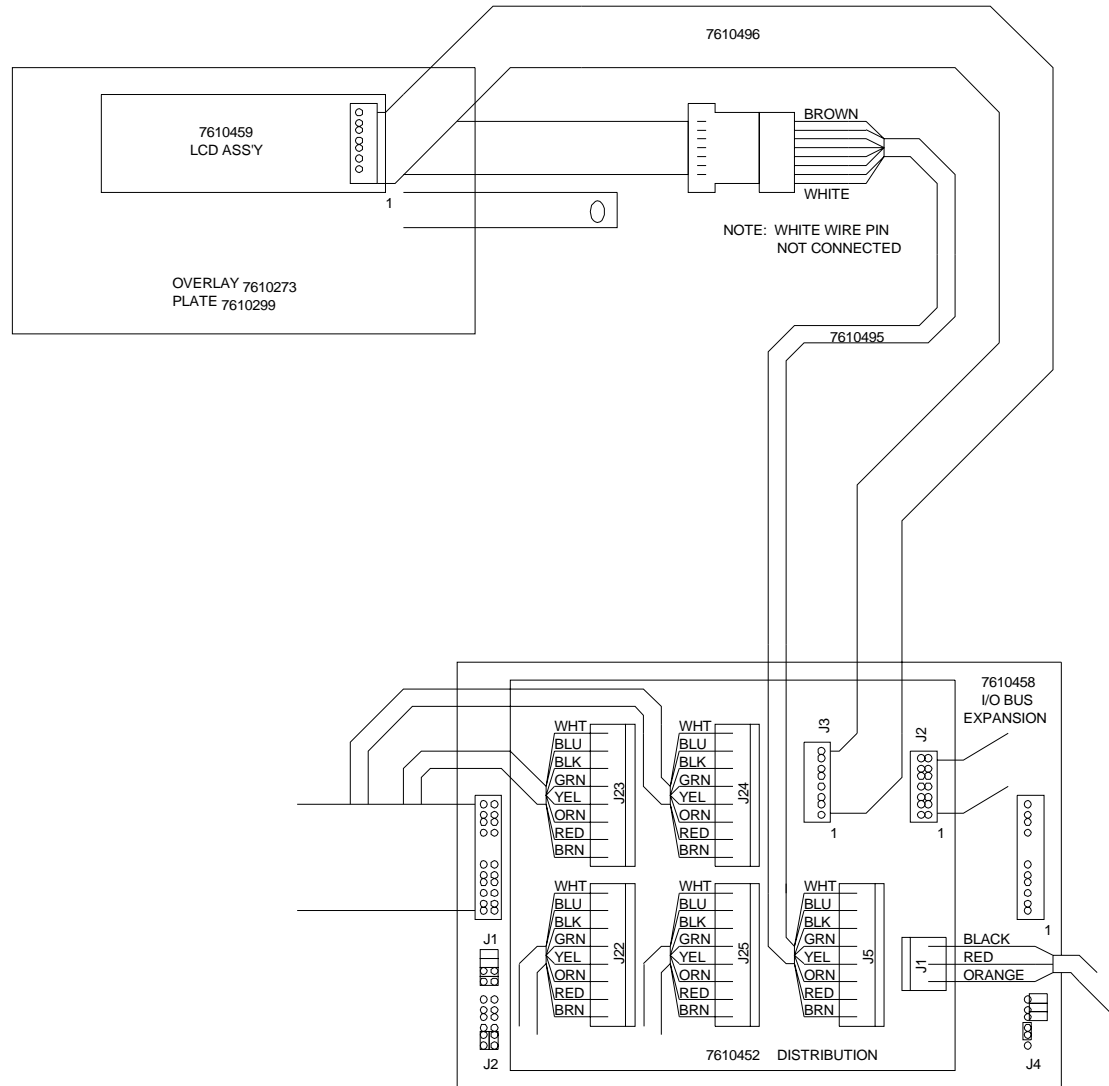 7610496
7610459
LCD ASS'Y
1
BROWN
WHITE
NOTE: WHITE WIRE PIN
NOT CONNECTED
OVERLAY 7610273
PLATE 7610299
7610495
7610458
I/O BUS
EXPANSION
WHT
BLU
BLK
GRN
YEL
ORN
RED
BRN
J23
WHT
BLU
BLK
GRN
YEL
ORN
RED
BRN
J24
J3
1
J2
1
1
J1
J2
WHT
BLU
BLK
GRN
YEL
ORN
RED
BRN
J22
WHT
BLU
BLK
GRN
YEL
ORN
RED
BRN
J25
WHT
BLU
BLK
GRN
YEL
ORN
RED
BRN
J5
J1
BLACK
RED
ORANGE
J4
7610452 DISTRIBUTION